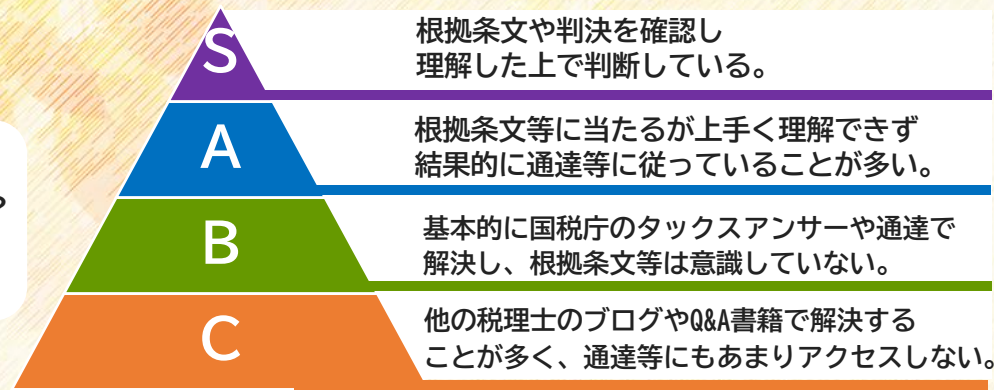 S
根拠条文や判決を確認し
理解した上で判断している。
A
根拠条文等に当たるが上手く理解できず
結果的に通達等に従っていることが多い。
B
基本的に国税庁のタックスアンサーや通達で
解決し、根拠条文等は意識していない。
C
他の税理士のブログやQ&A書籍で解決する
ことが多く、通達等にもあまりアクセスしない。